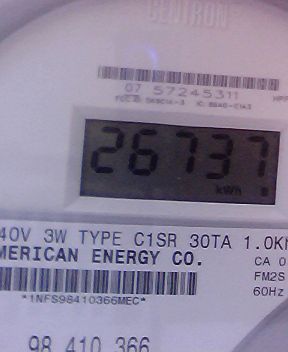 CENTRON
07 57245311
26737
kWh
40V 3W TYPE C1SR 30TA 1.0K
MERICAN ENERGY CO.
CA 0
FM2S
60Hz
*1NFS98410366MEC*
98 410 366